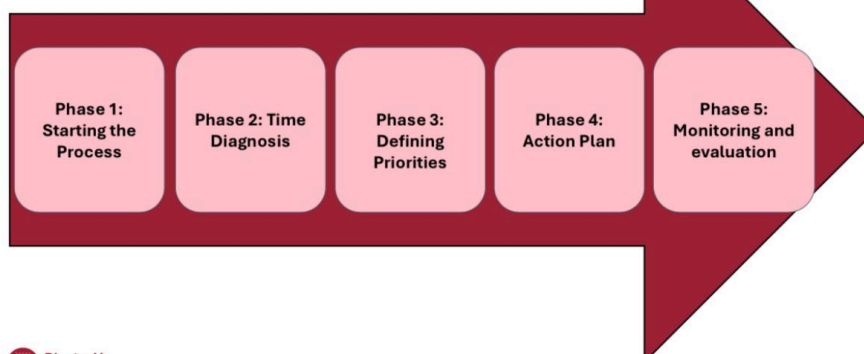 Phase 1:
Starting the
Process
Phase 2: Time
Diagnosis
Phase 3:
Defining
Priorities
Phase 4:
Action Plan
Phase 5:
Monitoring and
evaluation